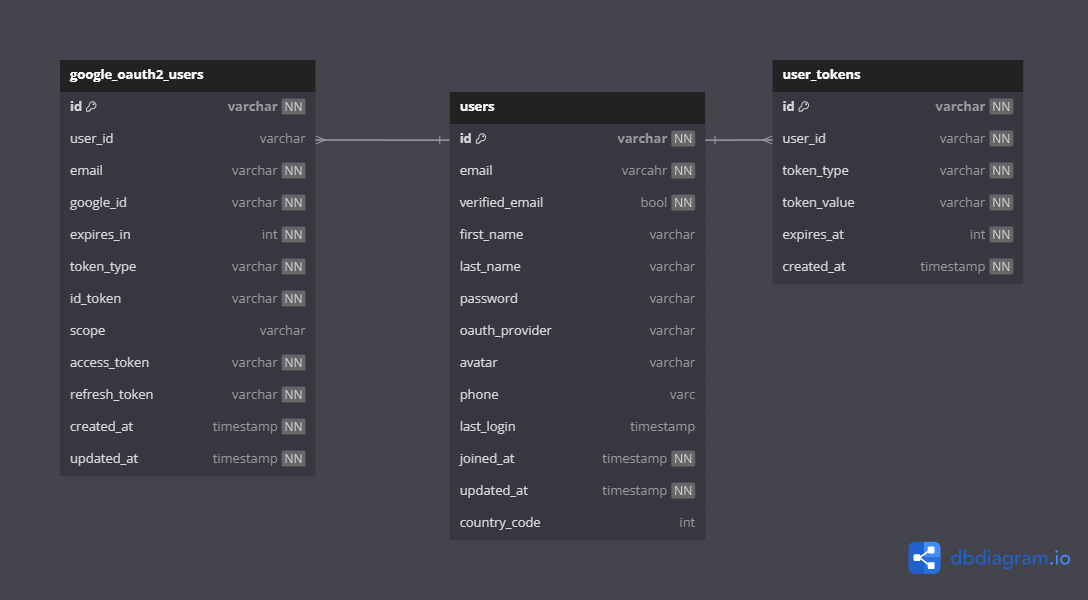 google_oauth2_users
id varchar NN
user_id varchar
email varchar NN
google_id varchar NN
expires_in int NN
token_type varchar NN
id_token varchar NN
scope varchar
access_token varchar NN
refresh_token varchar NN
created_at timestamp NN
updated_at timestamp NN
users
id varchar NN
email varcahr NN
verified_email bool NN
first_name varchar
last_name varchar
password varchar
oauth_provider varchar
avatar varchar
phone varc
last_login timestamp
joined_at timestamp NN
updated_at timestamp NN
country_code int
user_tokens
id varchar NN
user_id varchar NN
token_type varchar NN
token_value varchar NN
expires_at int NN
created_at timestamp NN
dbdiagram.io